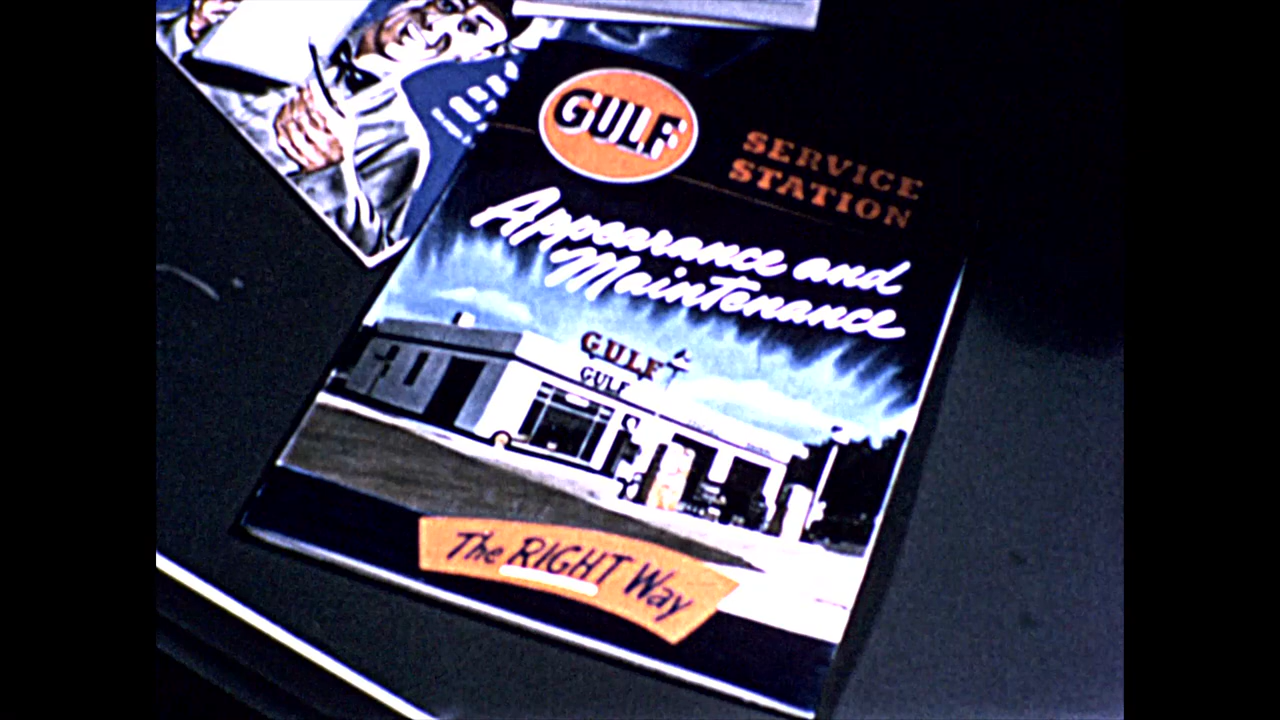 GULF
SERVICE
STATION
Appearance and
Maintenance
GULF
GULF
The RIGHT Way